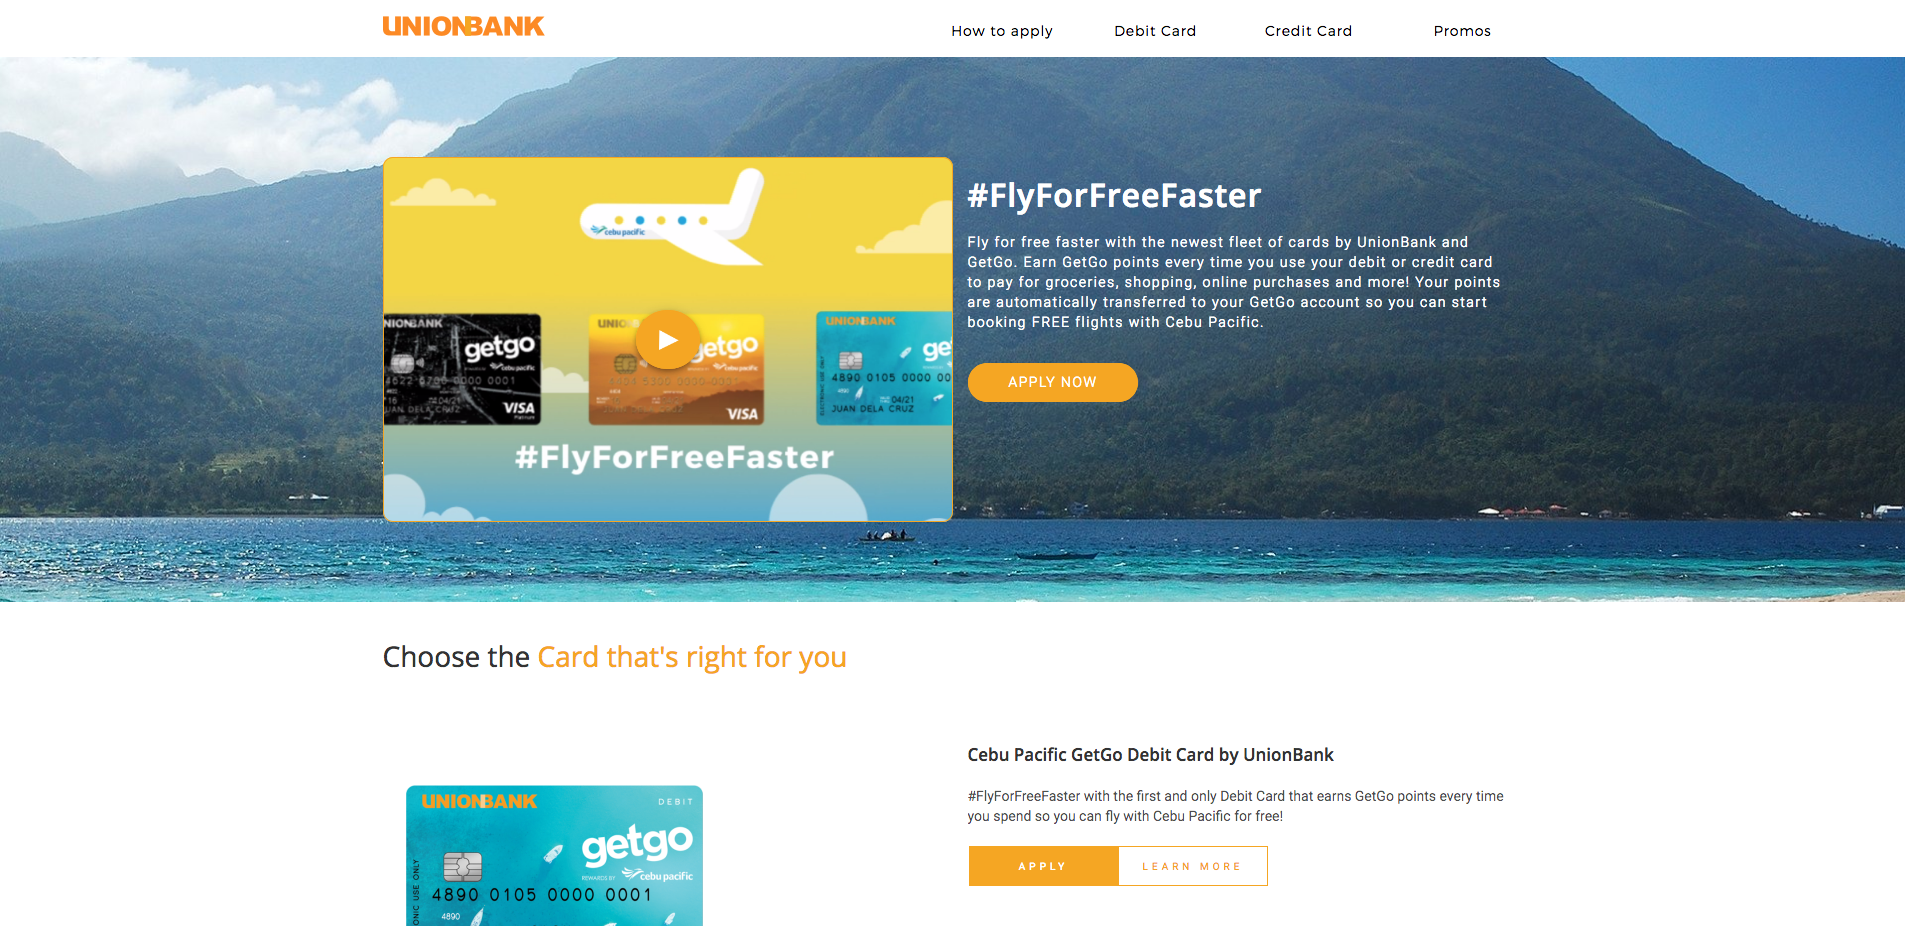 UNIONBANK
How to apply
Debit Card
Credit Card
Promos
cebu pacific
UNIONBANK
getgo
cebu pacific
0000 0001
04/21
JUAN DELA CRUZ
VISA
Platinum
getgo
cebu pacific
VISA
UNIONBANK
4890 0105 0000 00
04/21
JUAN DELA CRUZ
#FlyForFreeFaster
#FlyForFreeFaster
Fly for free faster with the newest fleet of cards by UnionBank and
GetGo. Earn GetGo points every time you use your debit or credit card
to pay for groceries, shopping, online purchases and more! Your points
are automatically transferred to your GetGo account so you can start
booking FREE flights with Cebu Pacific.
APPLY NOW
Choose the Card that's right for you
UNIONBANK
DEBIT
getgo
REWARDS BY cebu pacific
4890 0105 0000 0001
4890
USE ONLY
Cebu Pacific GetGo Debit Card by UnionBank
#FlyForFreeFaster with the first and only Debit Card that earns GetGo points every time
you spend so you can fly with Cebu Pacific for free!
APPLY
LEARN MORE